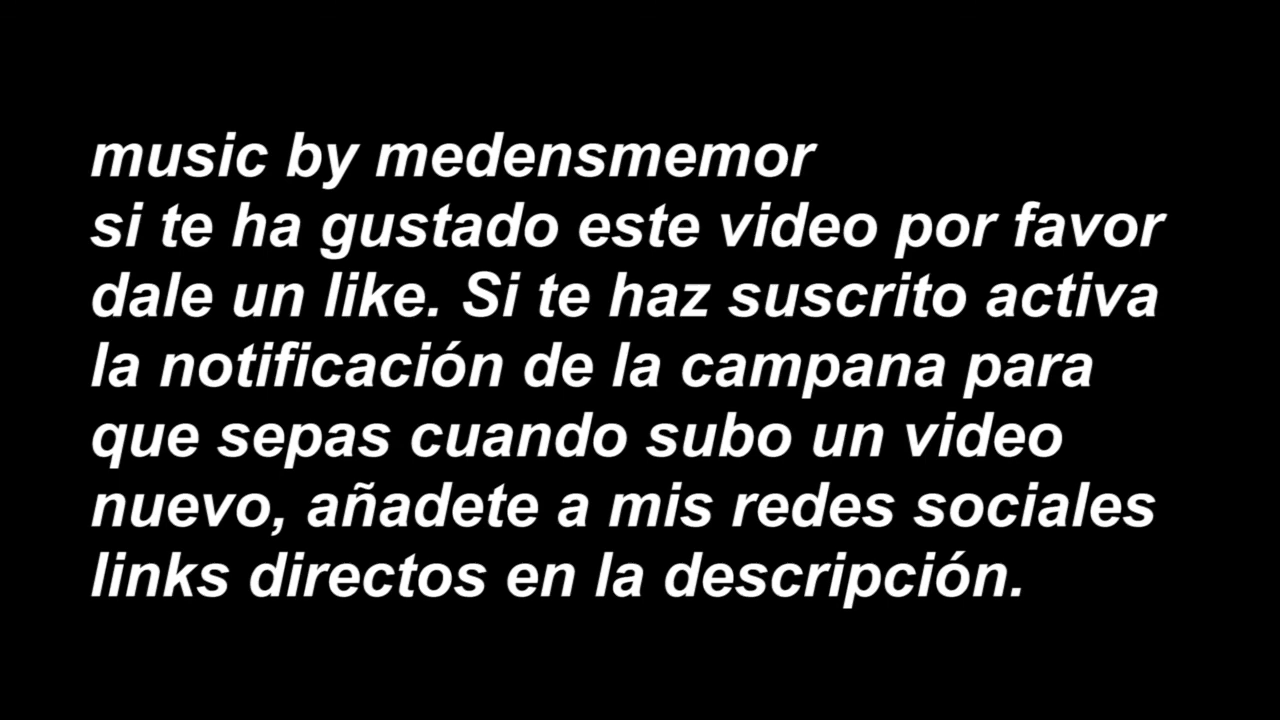 music by medensmemor
si te ha gustado este video por favor
dale un like. Si te haz suscrito activa
la notificación de la campana para
que sepas cuando subo un video
nuevo, añadete a mis redes sociales
links directos en la descripción.